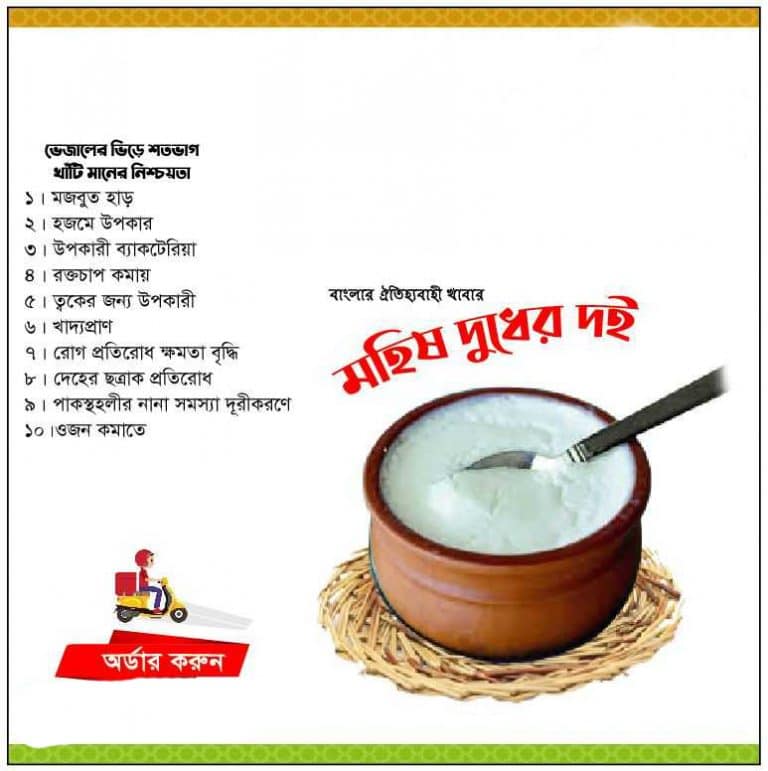 ভেজালের ভিড়ে শতভাগ
খাঁটি মানের নিশ্চয়তা
১। মজবুত হাড়
২। হজমে উপকার
৩। উপকারী ব্যাকটেরিয়া
৪। রক্তচাপ কমায়
৫। ত্বকের জন্য উপকারী
৬। খাদ্যপ্রাণ
৭। রোগ প্রতিরোধ ক্ষমতা বৃদ্ধি
৮। দেহের ছত্রাক প্রতিরোধ
৯। পাকস্থহলীর নানা সমস্যা দূরীকরণে
১০।ওজন কমাতে
বাংলার ঐতিহ্যবাহী খাবার
মহিষ দুধের দই
অর্ডার করুন